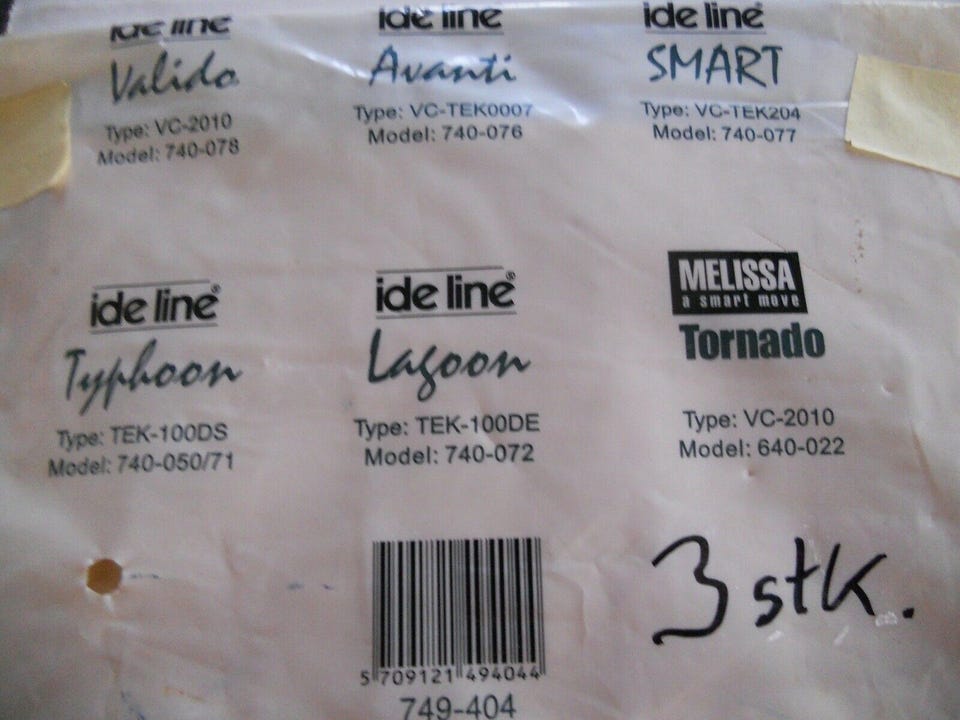 ide line
Valido
Type: VC-2010
Model: 740-078
ide line
Avanti
Type: VC-TEK0007
Model: 740-076
ide line®
SMART
Type: VC-TEK204
Model: 740-077
ide line®
Typhoon
Type: TEK-100DS
Model: 740-050/71
ide line®
Lagoon
Type: TEK-100DE
Model: 740-072
MELISSA
a smart move
Tornado
Type: VC-2010
Model: 640-022
5 709121 494044
749-404
3 stk.